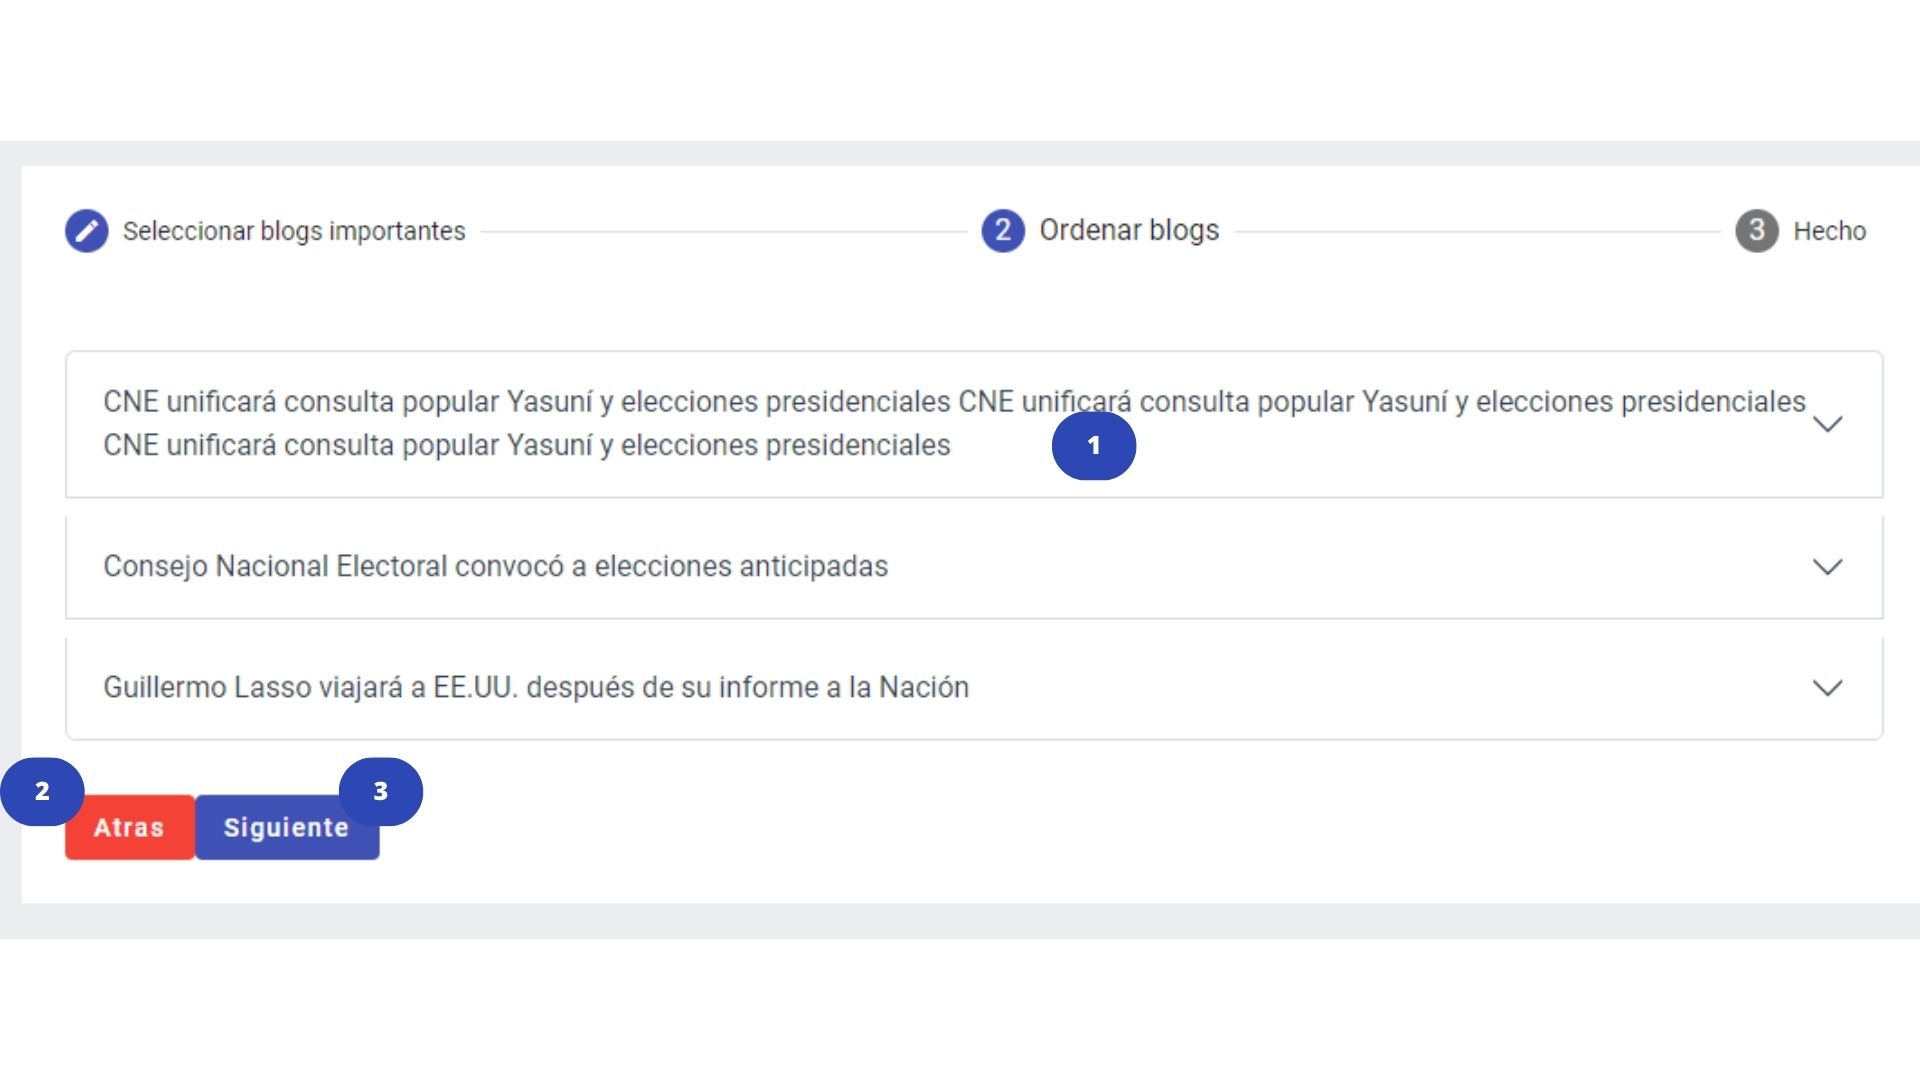 Seleccionar blogs importantes
2 Ordenar blogs
3 Hecho
CNE unificará consulta popular Yasuní y elecciones presidenciales CNE unificará consulta popular Yasuní y elecciones presidenciales
CNE unificará consulta popular Yasuní y elecciones presidenciales
1
Consejo Nacional Electoral convocó a elecciones anticipadas
Guillermo Lasso viajará a EE.UU. después de su informe a la Nación
2
3
Atras
Siguiente